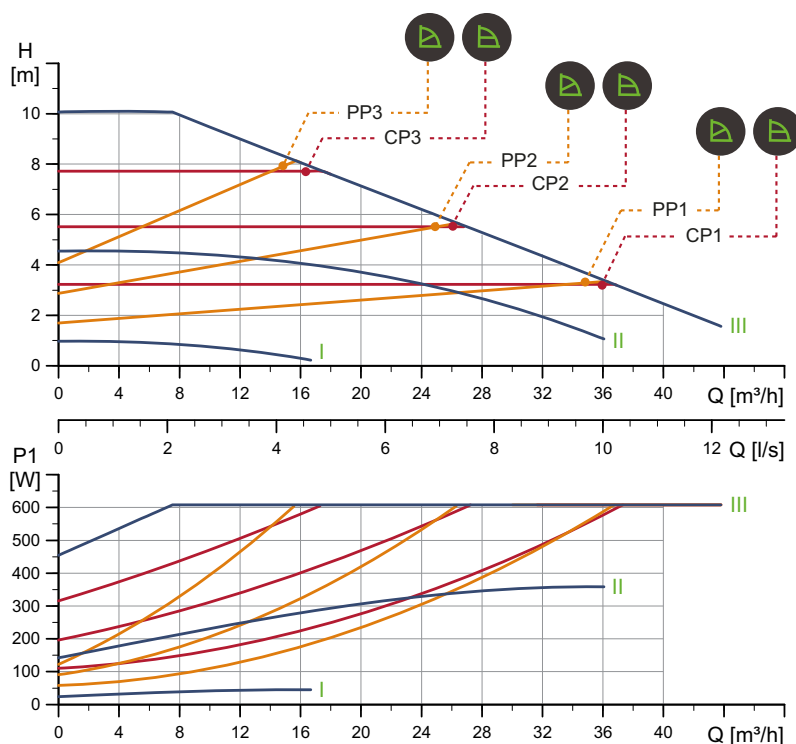 H
[m]
PP3
CP3
PP2
CP2
PP1
CP1
10
8
6
4
2
0
I
II
III
0 4 8 12 16 20 24 28 32 36 40 Q [m³/h]
0 2 4 6 8 10 12 Q [l/s]
P1
[W]
600
500
400
300
200
100
0
III
II
I
0 4 8 12 16 20 24 28 32 36 40 Q [m³/h]